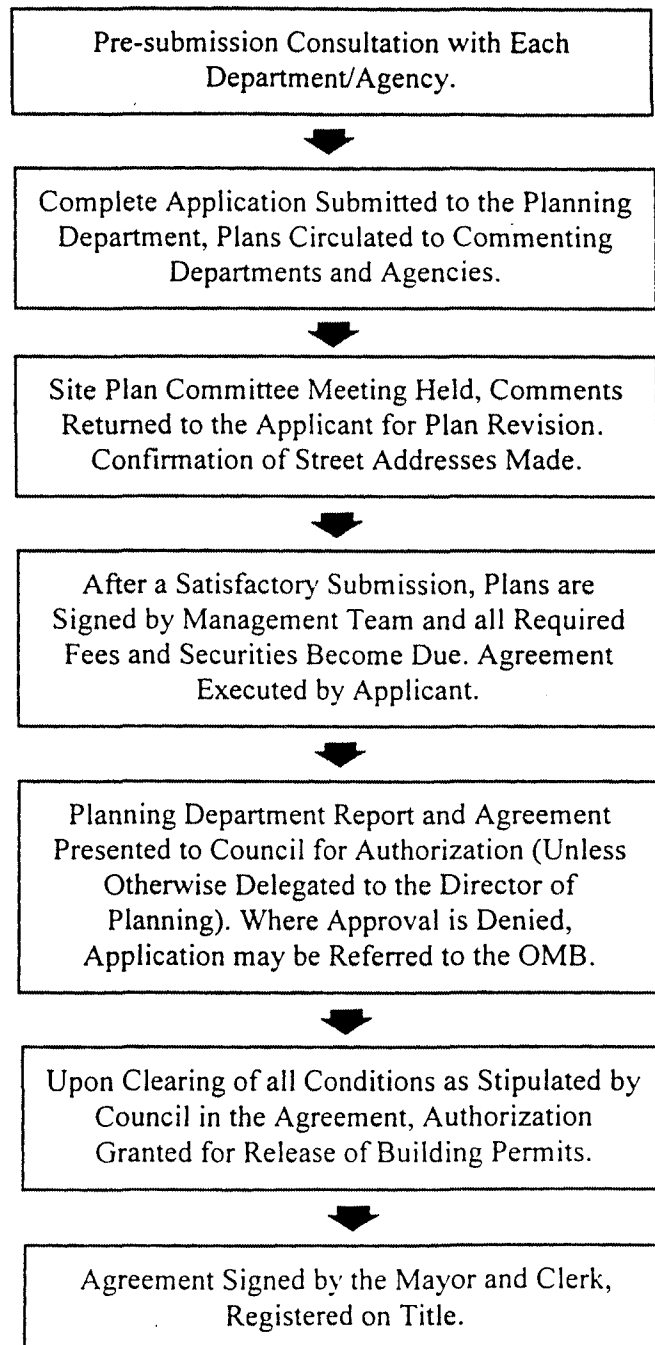 Pre-submission Consultation with Each
Department/Agency.
Complete Application Submitted to the Planning
Department, Plans Circulated to Commenting
Departments and Agencies.
Site Plan Committee Meeting Held, Comments
Returned to the Applicant for Plan Revision.
Confirmation of Street Addresses Made.
After a Satisfactory Submission, Plans are
Signed by Management Team and all Required
Fees and Securities Become Due. Agreement
Executed by Applicant.
Planning Department Report and Agreement
Presented to Council for Authorization (Unless
Otherwise Delegated to the Director of
Planning). Where Approval is Denied,
Application may be Referred to the OMB.
Upon Clearing of all Conditions as Stipulated by
Council in the Agreement, Authorization
Granted for Release of Building Permits.
Agreement Signed by the Mayor and Clerk,
Registered on Title.